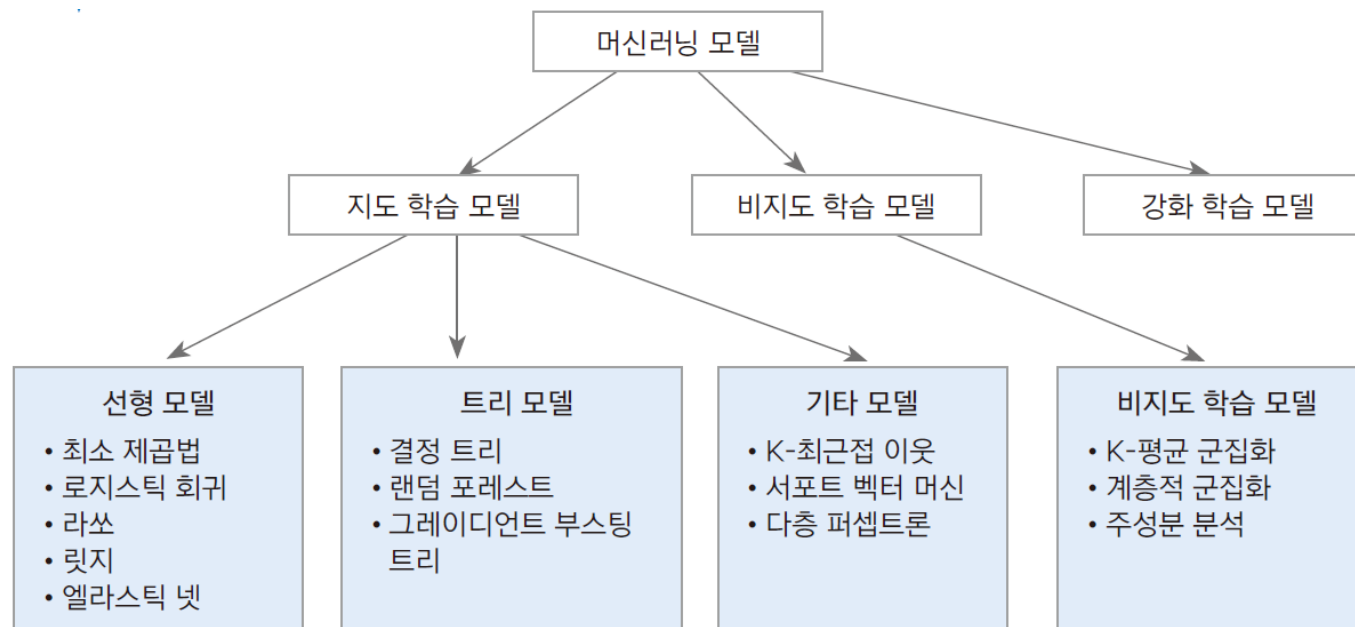 머신러닝 모델
지도 학습 모델
비지도 학습 모델
강화 학습 모델
선형 모델
• 최소 제곱법
• 로지스틱 회귀
• 라쏘
• 릿지
• 엘라스틱 넷
트리 모델
• 결정 트리
• 랜덤 포레스트
• 그레이디언트 부스팅
트리
기타 모델
• K-최근접 이웃
• 서포트 벡터 머신
• 다층 퍼셉트론
비지도 학습 모델
• K-평균 군집화
• 계층적 군집화
• 주성분 분석